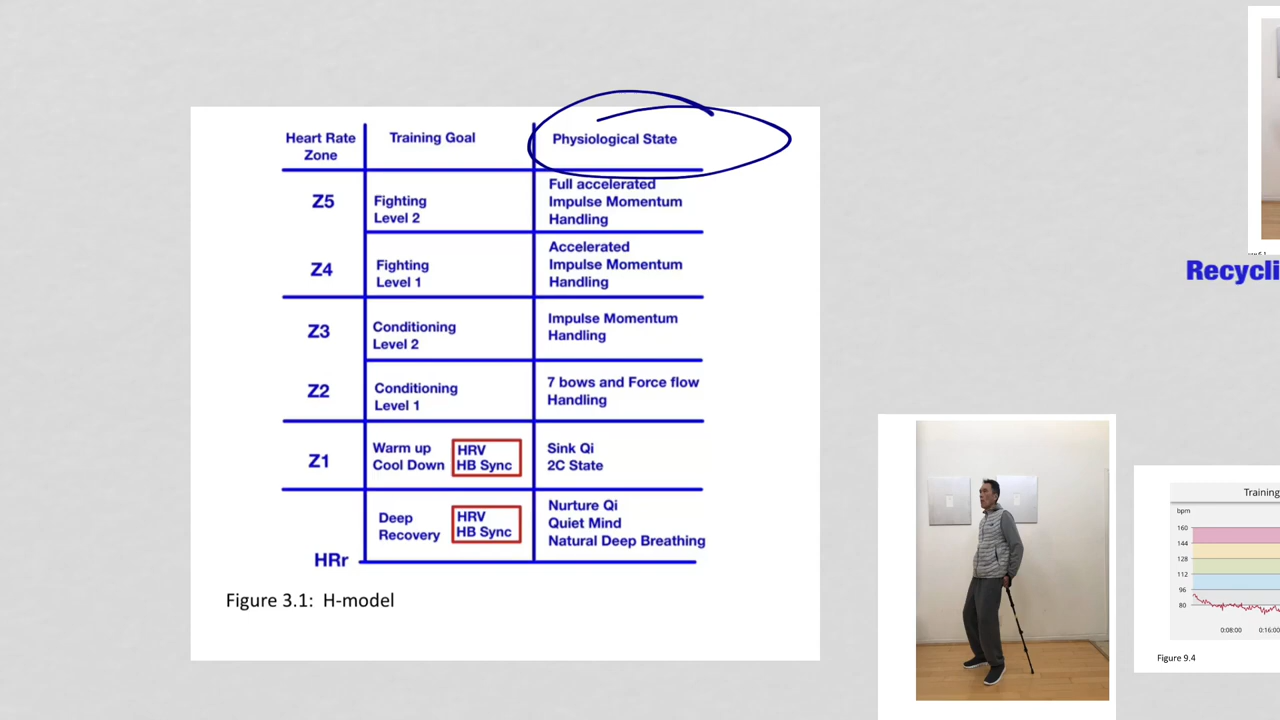 Heart Rate
Zone
Training Goal
Physiological State
Z5
Fighting
Level 2
Full accelerated
Impulse Momentum
Handling
Z4
Fighting
Level 1
Accelerated
Impulse Momentum
Handling
Z3
Conditioning
Level 2
Impulse Momentum
Handling
Z2
Conditioning
Level 1
7 bows and Force flow
Handling
Z1
Warm up
Cool Down
HRV
HB Sync
Sink Qi
2C State
Deep
Recovery
HRV
HB Sync
Nurture Qi
Quiet Mind
Natural Deep Breathing
HRr
Figure 3.1: H-model
Recycli
Training
bpm
160
144
128
112
96
80
0:08:00 0:16:00
Figure 9.4